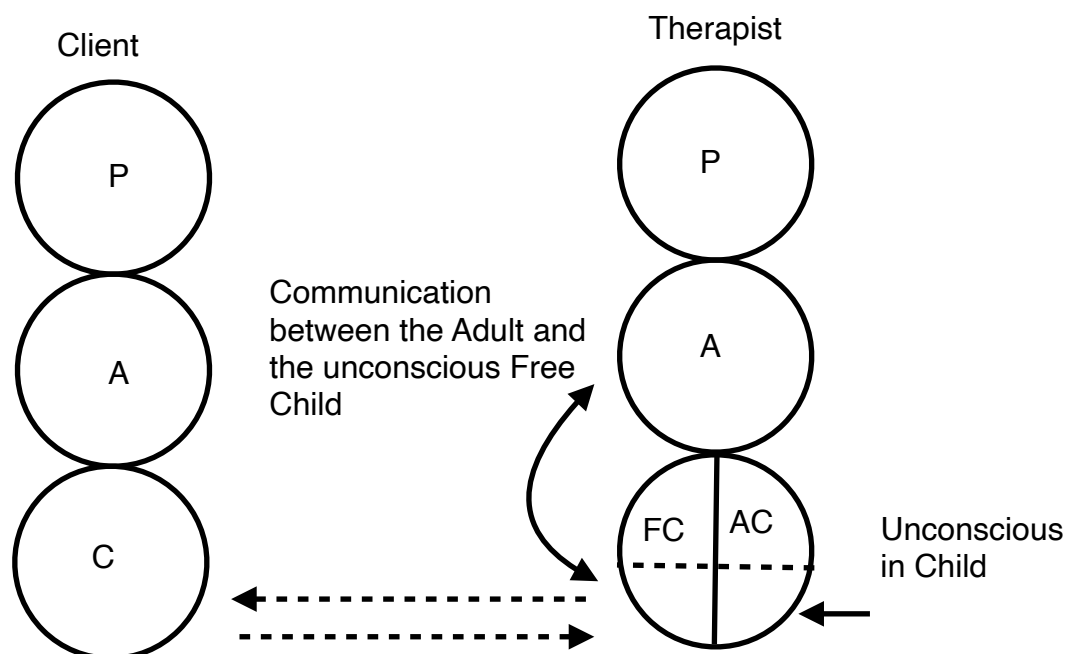 Client
Therapist
P
P
Communication
between the Adult and
the unconscious Free
Child
A
A
C
FC
AC
Unconscious
in Child